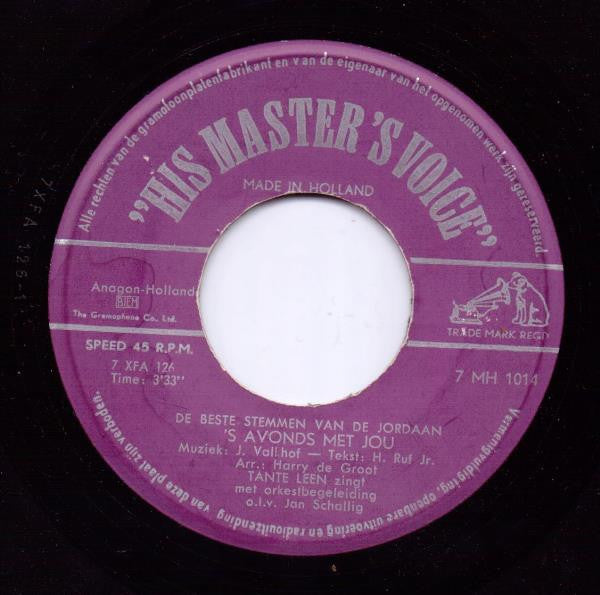 Alle rechten van de gramofoonplatenfabrikant en van de eigenaar van het opgenomen werk zijn gereserveerd.
"HIS MASTER'S VOICE"
MADE IN HOLLAND
Anagon-Holland
BIEM
The Gramophone Co., Ltd.
TRADE MARK REGD
SPEED 45 R.P.M.
7 XFA 126
Time: 3'33"
7 MH 1014
DE BESTE STEMMEN VAN DE JORDAAN
'S AVONDS MET JOU
Muziek: J. Vallhof — Tekst: H. Ruf Jr.
Arr.: Harry de Groot
TANTE LEEN zingt
met orkestbegeleiding
o.l.v. Jan Schallig
Vermenigvuldiging, openbare uitvoering en radiouitzending van deze plaat zijn verboden.
7XFA 126-1